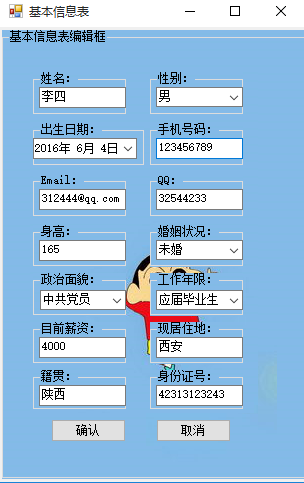 基本信息表
基本信息表编辑框
姓名： 性别：
李四 男
出生日期： 手机号码：
2016年 6月 4日 123456789
Email： QQ：
312444@qq.com 32544233
身高： 婚姻状况：
165 未婚
政治面貌： 工作年限：
中共党员 应届毕业生
目前薪资： 现居住地：
4000 西安
籍贯： 身份证号：
陕西 42313123243
确认 取消